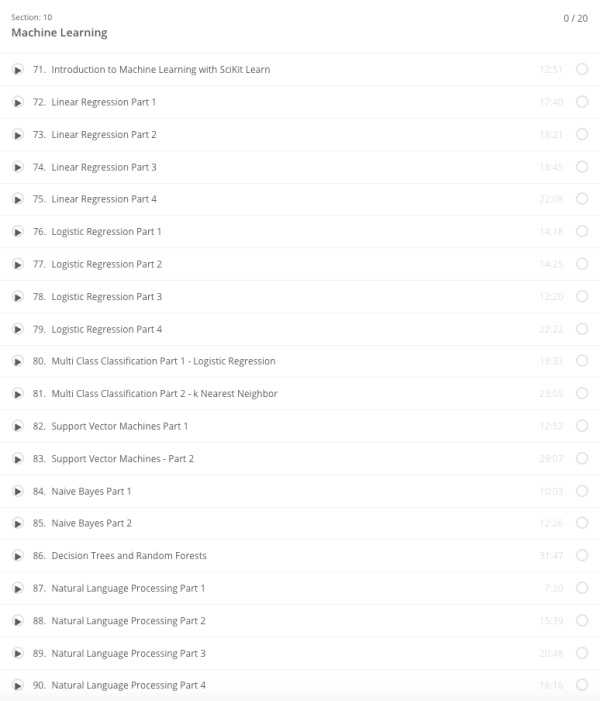 Section: 10
0 / 20
Machine Learning
71. Introduction to Machine Learning with SciKit Learn 12:51
72. Linear Regression Part 1 17:40
73. Linear Regression Part 2 18:21
74. Linear Regression Part 3 18:45
75. Linear Regression Part 4 22:08
76. Logistic Regression Part 1 14:18
77. Logistic Regression Part 2 14:25
78. Logistic Regression Part 3 12:20
79. Logistic Regression Part 4 22:22
80. Multi Class Classification Part 1 - Logistic Regression 18:33
81. Multi Class Classification Part 2 - k Nearest Neighbor 23:05
82. Support Vector Machines Part 1 12:52
83. Support Vector Machines - Part 2 29:07
84. Naive Bayes Part 1 10:03
85. Naive Bayes Part 2 12:26
86. Decision Trees and Random Forests 31:47
87. Natural Language Processing Part 1 7:20
88. Natural Language Processing Part 2 15:39
89. Natural Language Processing Part 3 20:48
90. Natural Language Processing Part 4 16:16